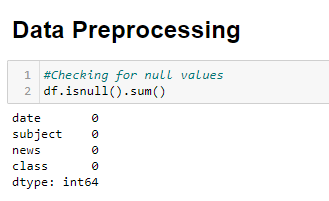 Data Preprocessing
1 #Checking for null values
2 df.isnull().sum()
date 0
subject 0
news 0
class 0
dtype: int64